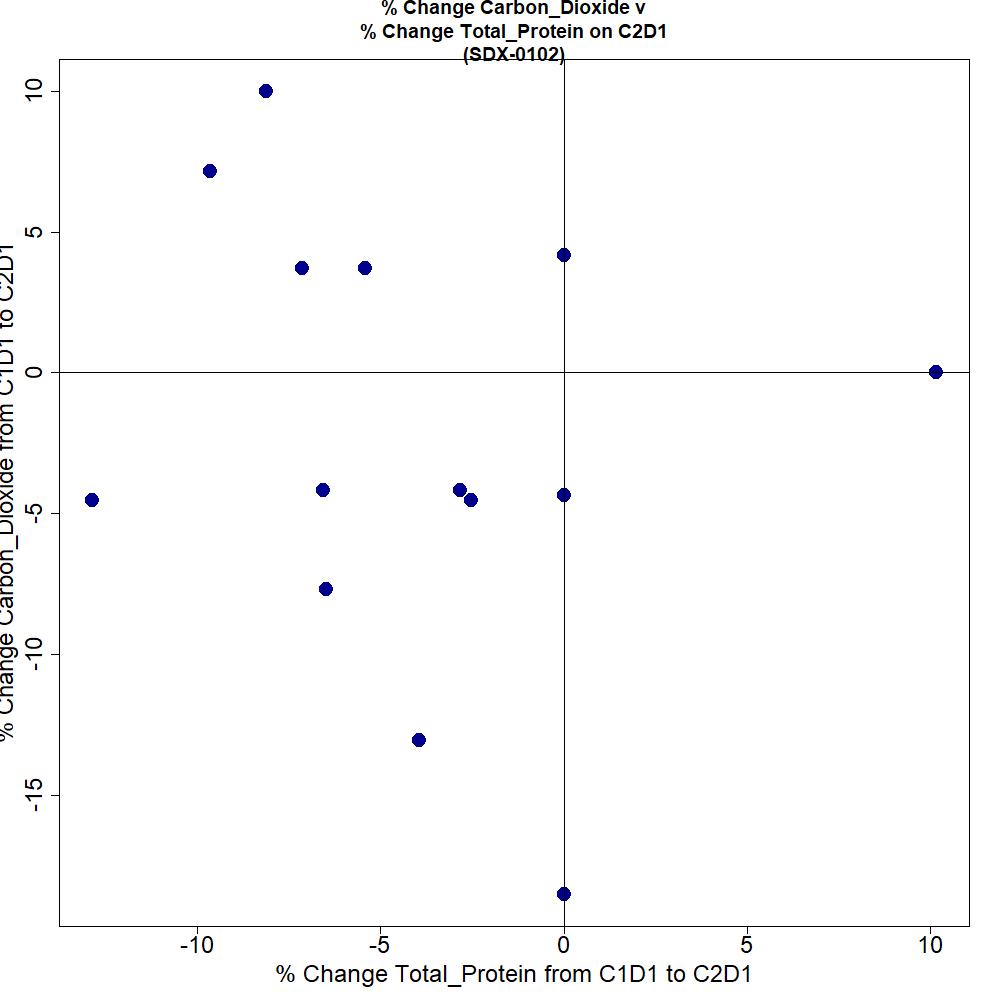 % Change Carbon_Dioxide v
% Change Total_Protein on C2D1
(SDX-0102)
% Change Carbon_Dioxide from C1D1 to C2D1
10
5
0
-5
-10
-15
-10
-5
0
5
10
% Change Total_Protein from C1D1 to C2D1